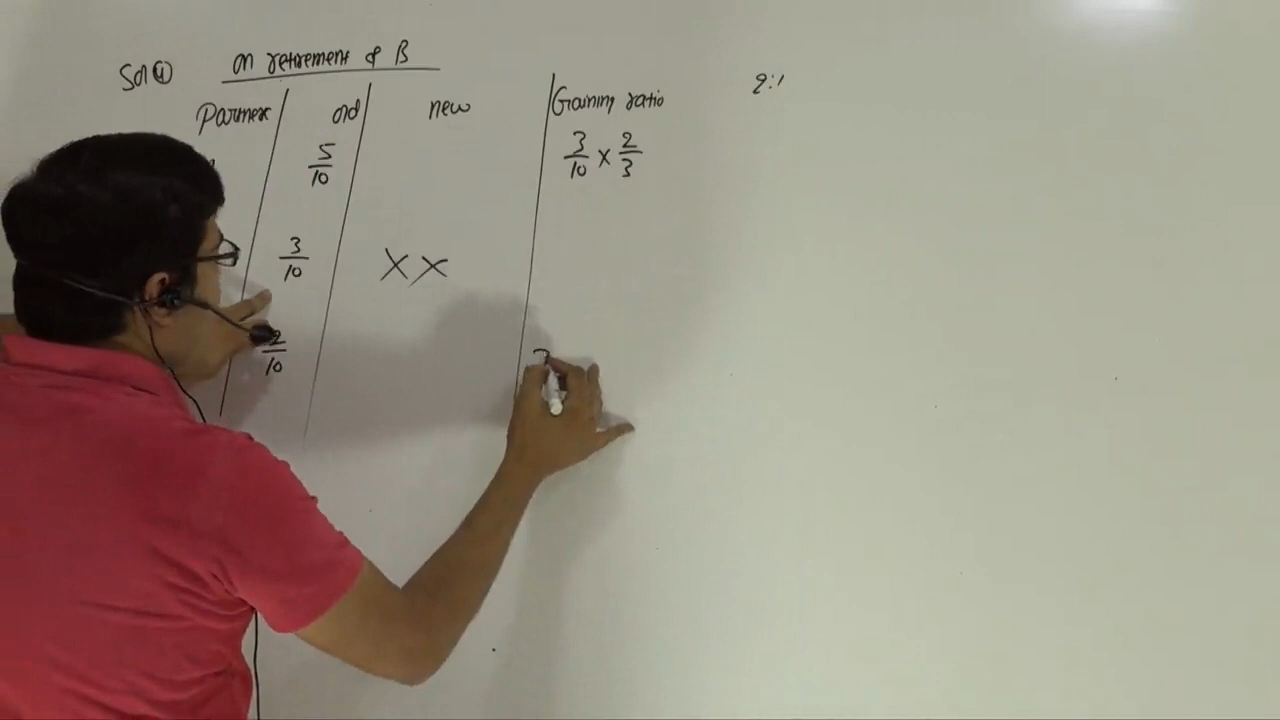 Sol ④ on retirement of B
Partner old new Gaining ratio 2:1
5/10 3/10 × 2/3
3/10 X X
2/10